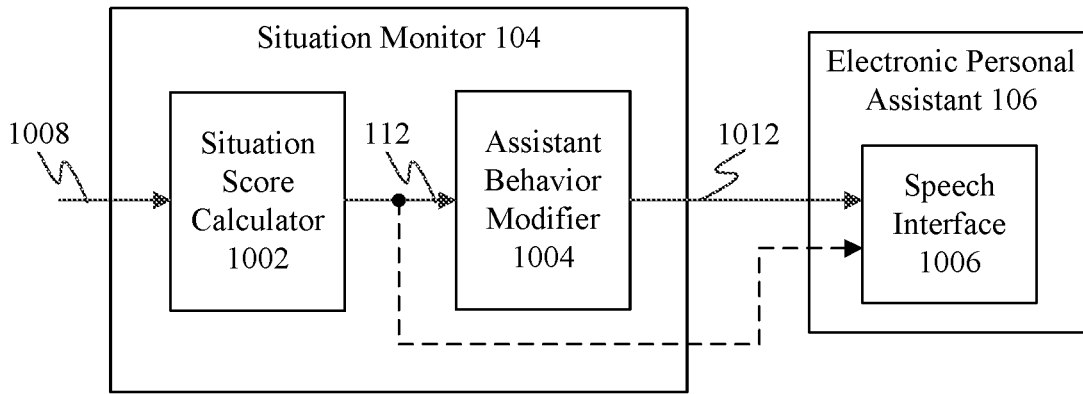 Situation Monitor 104
Electronic Personal
Assistant 106
1008
Situation
Score
Calculator
1002
112
Assistant
Behavior
Modifier
1004
1012
Speech
Interface
1006